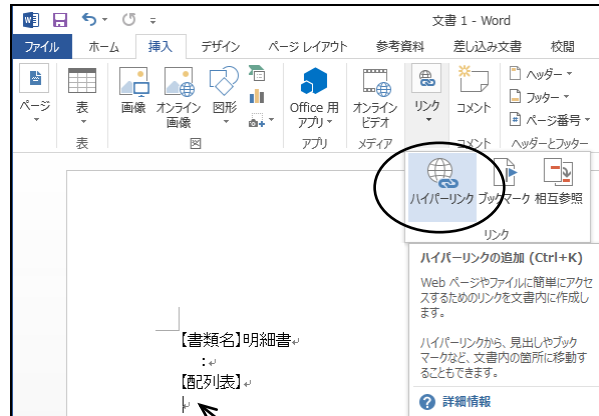 文書 1 - Word
ファイル ホーム 挿入 デザイン ページ レイアウト 参考資料 差し込み文書 校閲
ページ 表 画像 オンライン 画像 図形 Office 用 アプリ オンライン ビデオ リンク コメント ヘッダー
フッター
ページ番号
表 図 アプリ メディア コメント ヘッダーとフッター
ハイパーリンク ブックマーク 相互参照
リンク
ハイパーリンクの追加 (Ctrl+K)
Web ページやファイルに簡単にアクセ
スするためのリンクを文書内に作成し
ます。
ハイパーリンクから、見出しやブック
マークなど、文書内の箇所に移動す
ることもできます。
詳細情報
【書類名】明細書
:
【配列表】